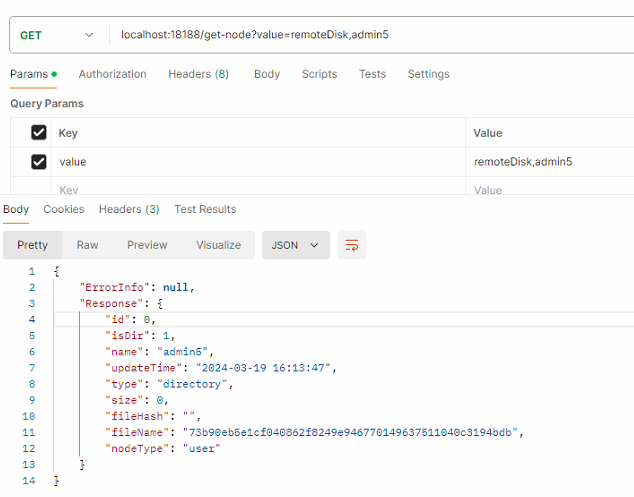 GET localhost:18188/get-node?value=remoteDisk,admin5
Params Authorization Headers (8) Body Scripts Tests Settings
Query Params
Key Value
value remoteDisk,admin5
Key Value
Body Cookies Headers (3) Test Results
Pretty Raw Preview Visualize JSON
1 {
2 "ErrorInfo": null,
3 "Response": {
4 "id": 0,
5 "isDir": 1,
6 "name": "admin5",
7 "updateTime": "2024-03-19 16:13:47",
8 "type": "directory",
9 "size": 0,
10 "fileHash": "",
11 "fileName": "73b90eb5e1cf040862f8249e946770149637511040c3194bdb",
12 "nodeType": "user"
13 }
14 }